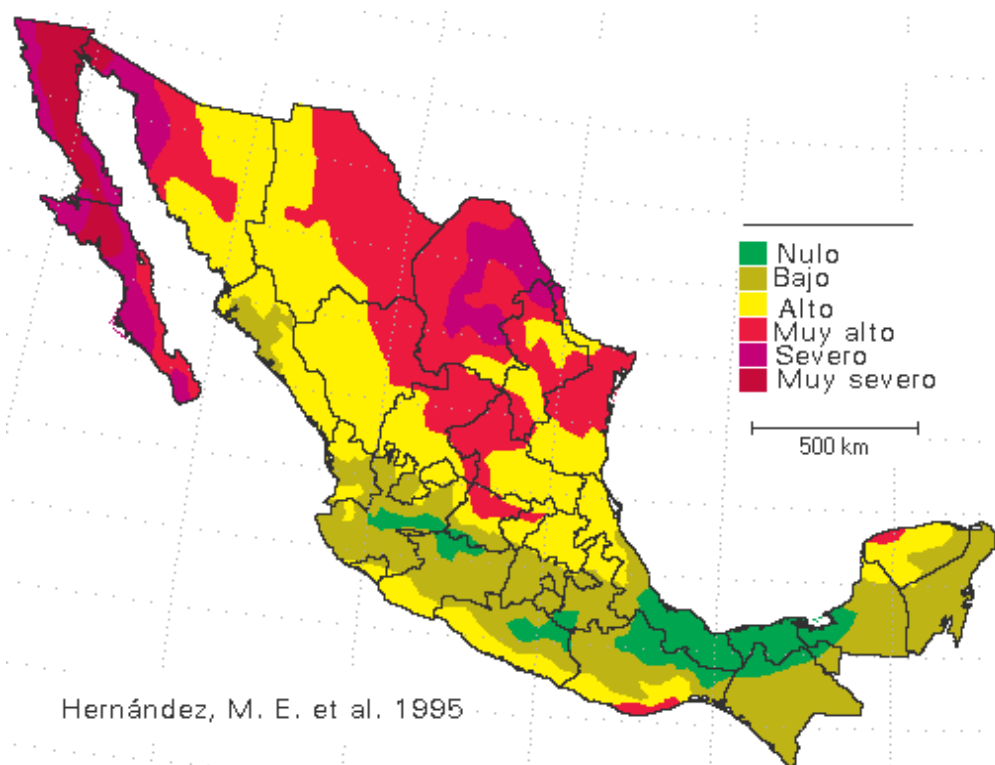 Nulo
Bajo
Alto
Muy alto
Severo
Muy severo
500 km
Hernández, M. E. et al. 1995